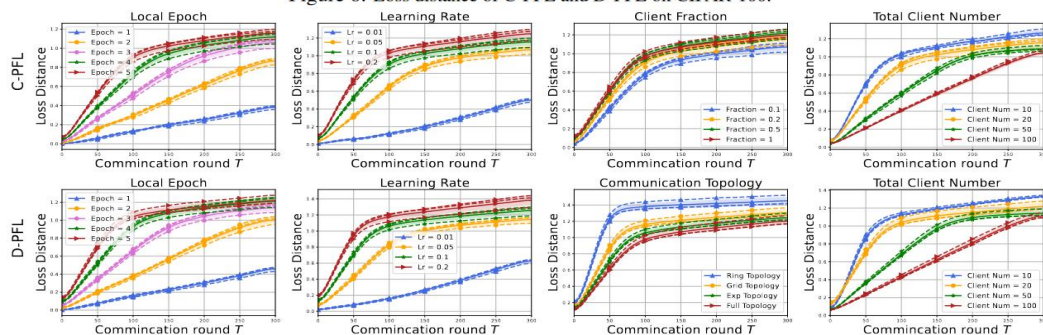 Figure 6: Loss distance of C-PFL and D-PFL on CIFAR-100.
Local Epoch
Learning Rate
Client Fraction
Total Client Number
C-PFL
Loss Distance
Epoch = 1
Epoch = 2
Epoch = 3
Epoch = 4
Epoch = 5
Lr = 0.01
Lr = 0.05
Lr = 0.1
Lr = 0.2
Fraction = 0.1
Fraction = 0.2
Fraction = 0.5
Fraction = 1
Client Num = 10
Client Num = 20
Client Num = 50
Client Num = 100
Commincation round T
Commincation round T
Commincation round T
Commincation round T
Local Epoch
Learning Rate
Communication Topology
Total Client Number
D-PFL
Loss Distance
Epoch = 1
Epoch = 2
Epoch = 3
Epoch = 4
Epoch = 5
Lr = 0.01
Lr = 0.05
Lr = 0.1
Lr = 0.2
Ring Topology
Grid Topology
Exp Topology
Full Topology
Client Num = 10
Client Num = 20
Client Num = 50
Client Num = 100
Commincation round T
Commincation round T
Commincation round T
Commincation round T